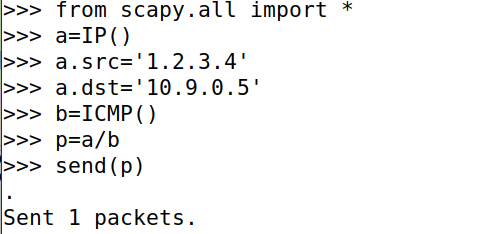 >>> from scapy.all import *
>>> a=IP()
>>> a.src='1.2.3.4'
>>> a.dst='10.9.0.5'
>>> b=ICMP()
>>> p=a/b
>>> send(p)
.
Sent 1 packets.